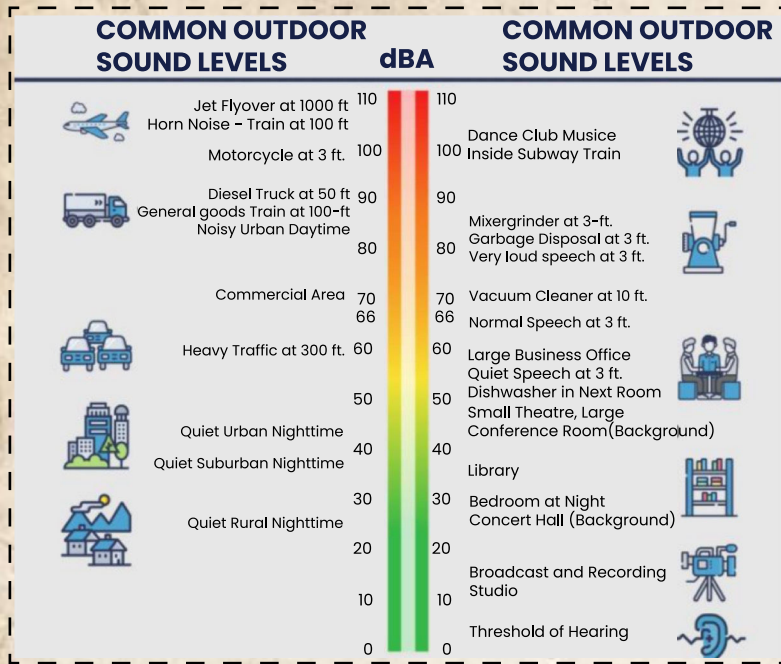 COMMON OUTDOOR
SOUND LEVELS
dBA
COMMON OUTDOOR
SOUND LEVELS
Jet Flyover at 1000 ft
Horn Noise - Train at 100 ft
Motorcycle at 3 ft.
Diesel Truck at 50 ft
General goods Train at 100-ft
Noisy Urban Daytime
Commercial Area
Heavy Traffic at 300 ft.
Quiet Urban Nighttime
Quiet Suburban Nighttime
Quiet Rural Nighttime
110
100
90
80
70
66
60
50
40
30
20
10
0
110
100
90
80
70
66
60
50
40
30
20
10
0
Dance Club Musice
Inside Subway Train
Mixergrinder at 3-ft.
Garbage Disposal at 3 ft.
Very loud speech at 3 ft.
Vacuum Cleaner at 10 ft.
Normal Speech at 3 ft.
Large Business Office
Quiet Speech at 3 ft.
Dishwasher in Next Room
Small Theatre, Large
Conference Room(Background)
Library
Bedroom at Night
Concert Hall (Background)
Broadcast and Recording
Studio
Threshold of Hearing